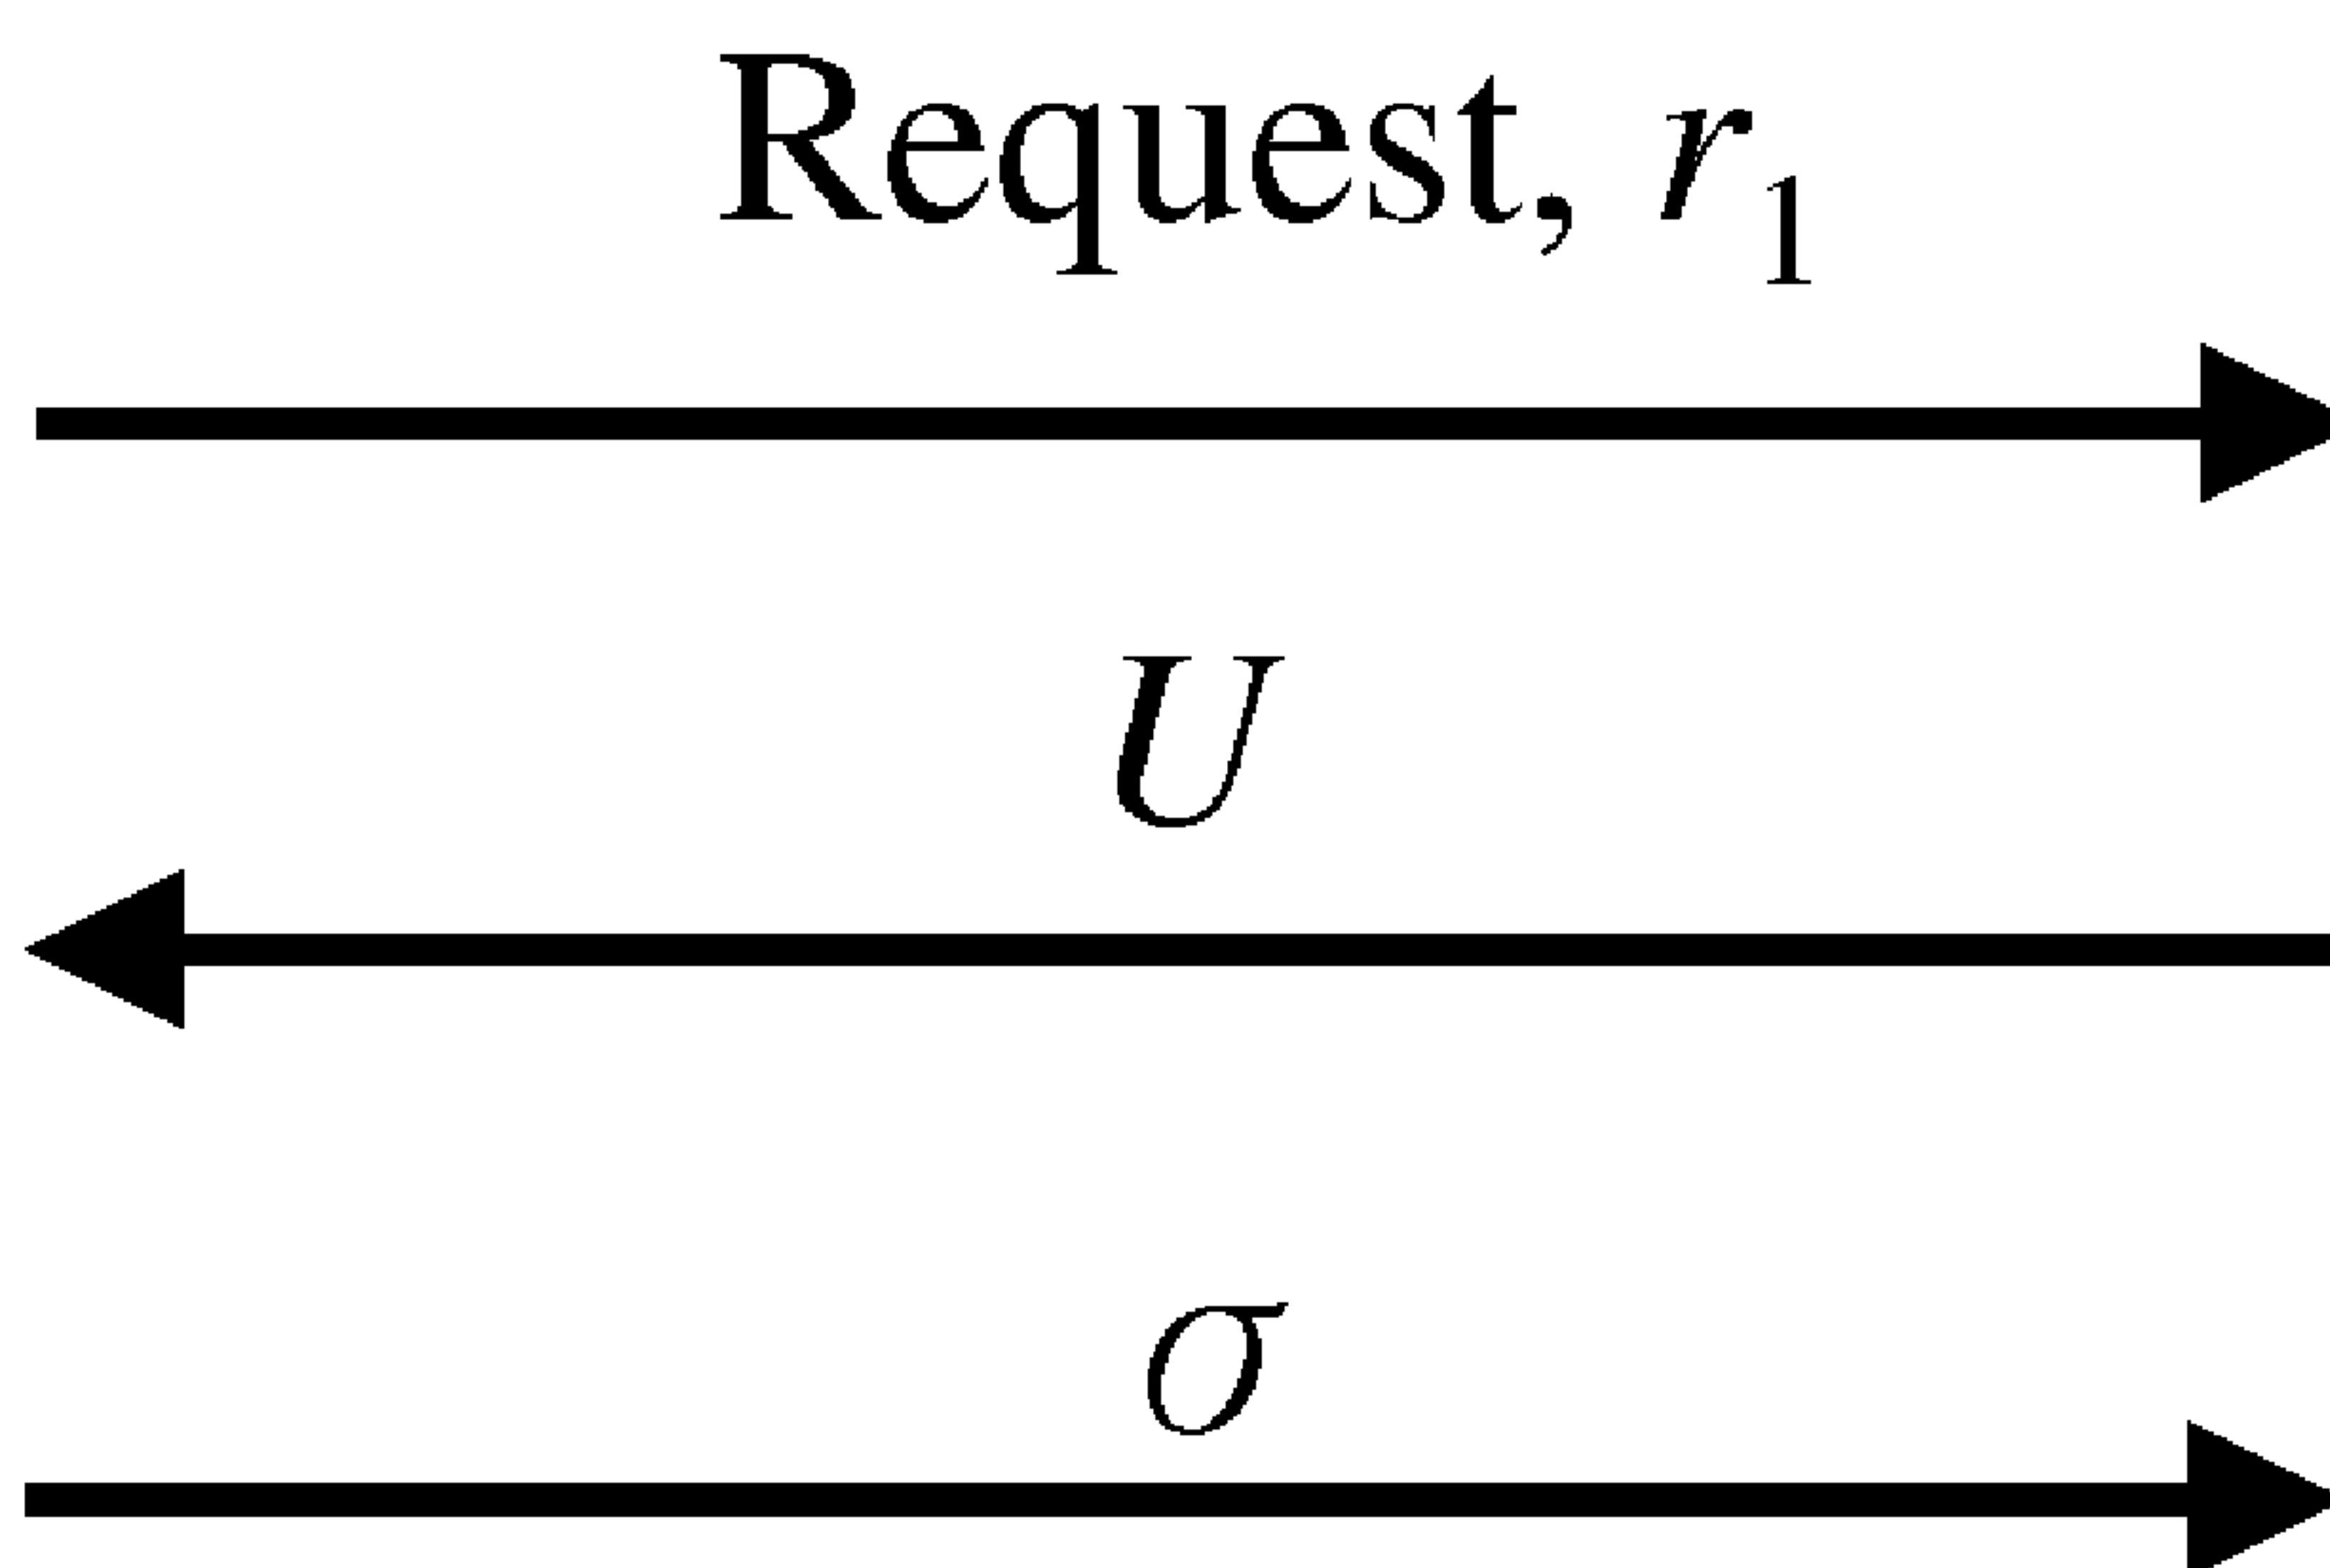 Request, r₁
U
σ